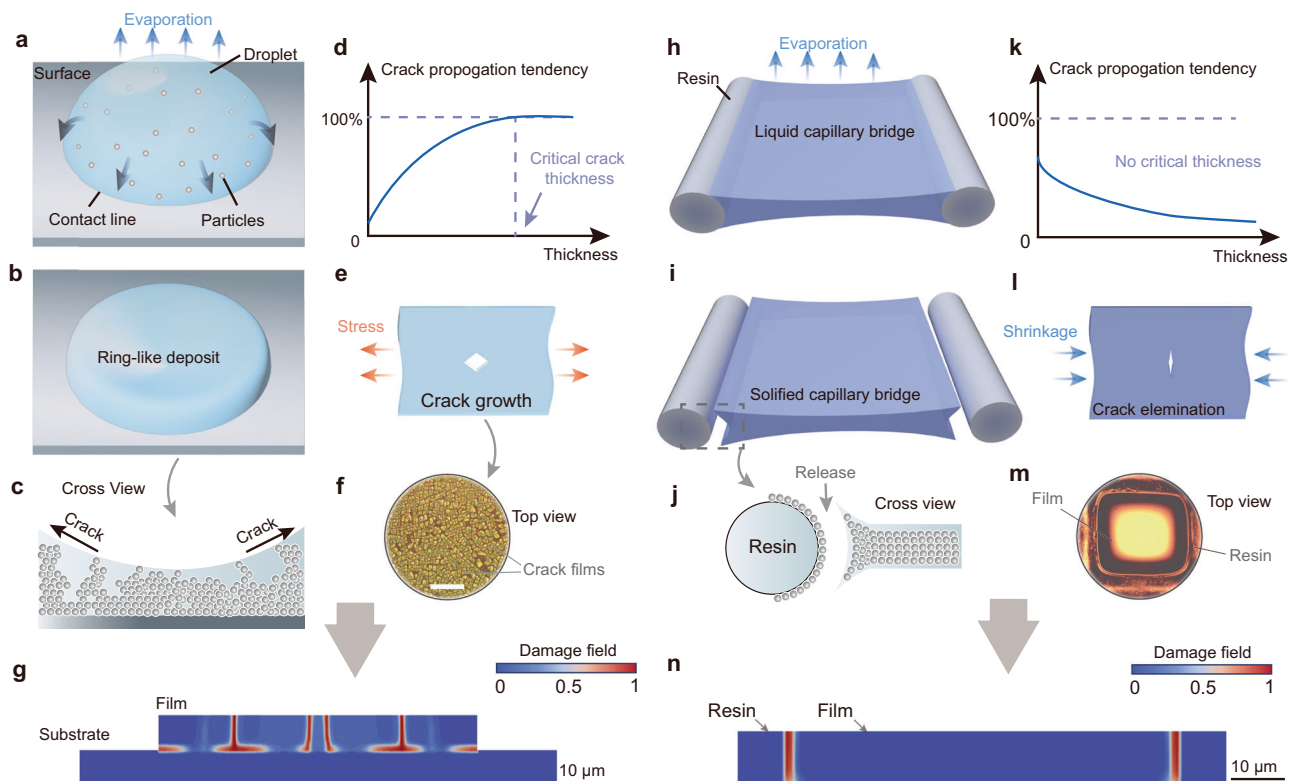 a
Evaporation
Droplet
Surface
Contact line
Particles
b
Ring-like deposit
c
Cross View
Crack
Crack
d
Crack propogation tendency
100%
Critical crack
thickness
0
Thickness
e
Stress
Crack growth
f
Top view
Crack films
g
Damage field
0
0.5
1
Film
Substrate
10 µm
h
Evaporation
Resin
Liquid capillary bridge
i
Solified capillary bridge
j
Release
Cross view
Resin
k
Crack propogation tendency
100%
No critical thickness
0
Thickness
l
Shrinkage
Crack elemination
m
Film
Top view
Resin
n
Damage field
0
0.5
1
Resin
Film
10 µm